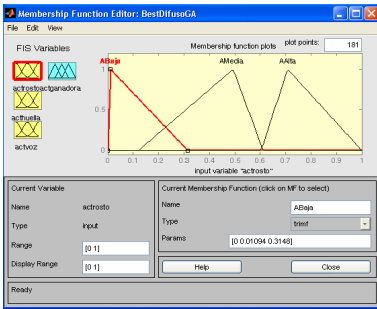 Membership Function Editor: BestDifusoGA
File Edit View
FIS Variables
Membership function plots
plot points:
181
actrosto
actganadora
acthuella
actvoz
ABaja
AMedia
AAlta
1
0.5
0
0 0.1 0.2 0.3 0.4 0.5 0.6 0.7 0.8 0.9 1
input variable "actrosto"
Current Variable
Name actrosto
Type input
Range [0 1]
Display Range [0 1]
Current Membership Function (click on MF to select)
Name ABaja
Type trimf
Params [0 0.01094 0.3148]
Help Close
Ready